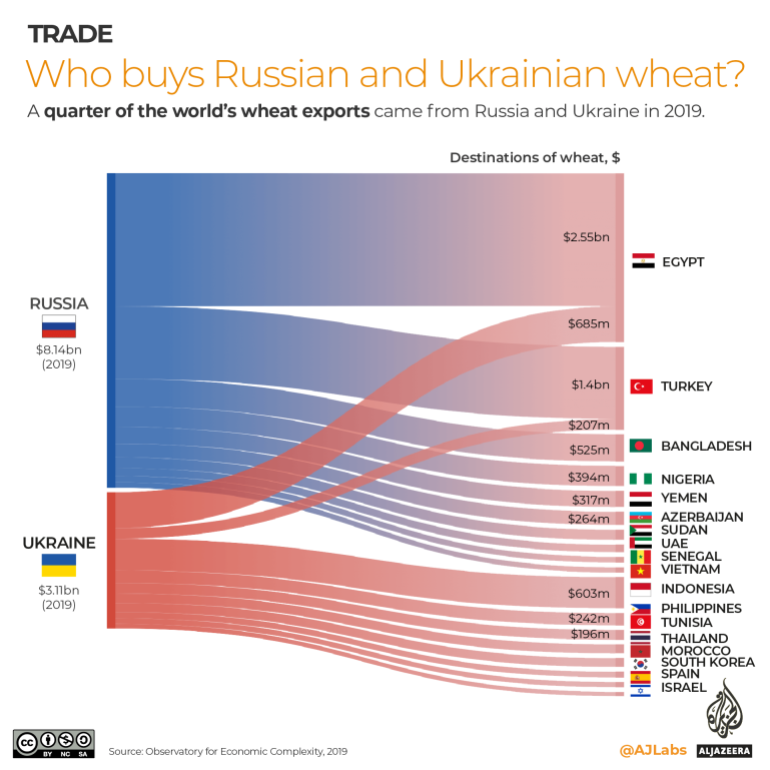 TRADE
Who buys Russian and Ukrainian wheat?
A quarter of the world's wheat exports came from Russia and Ukraine in 2019.
Destinations of wheat, $
RUSSIA
$8.14bn
(2019)
UKRAINE
$3.11bn
(2019)
$2.55bn
EGYPT
$685m
$1.4bn
TURKEY
$207m
$525m
BANGLADESH
$394m
NIGERIA
$317m
YEMEN
$264m
AZERBAIJAN
SUDAN
UAE
SENEGAL
VIETNAM
$603m
INDONESIA
PHILIPPINES
$242m
TUNISIA
$196m
THAILAND
MOROCCO
SOUTH KOREA
SPAIN
ISRAEL
cc BY NC SA
Source: Observatory for Economic Complexity, 2019
@AJLabs
ALJAZEERA